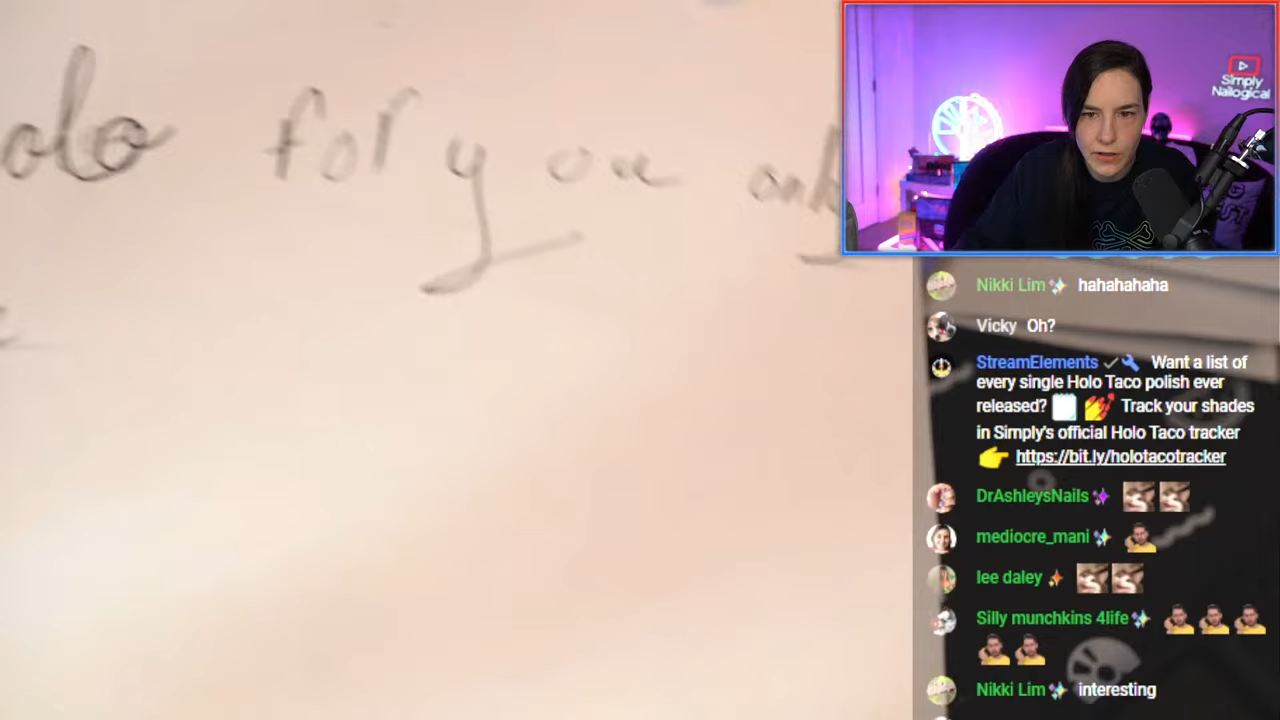 olo for you only
Simply
Nailogical
Nikki Lim hahahahaha
Vicky Oh?
StreamElements Want a list of
every single Holo Taco polish ever
released? Track your shades
in Simply's official Holo Taco tracker
https://bit.ly/holotacotracker
DrAshleysNails
mediocre_mani
lee daley
Silly munchkins 4life
Nikki Lim interesting